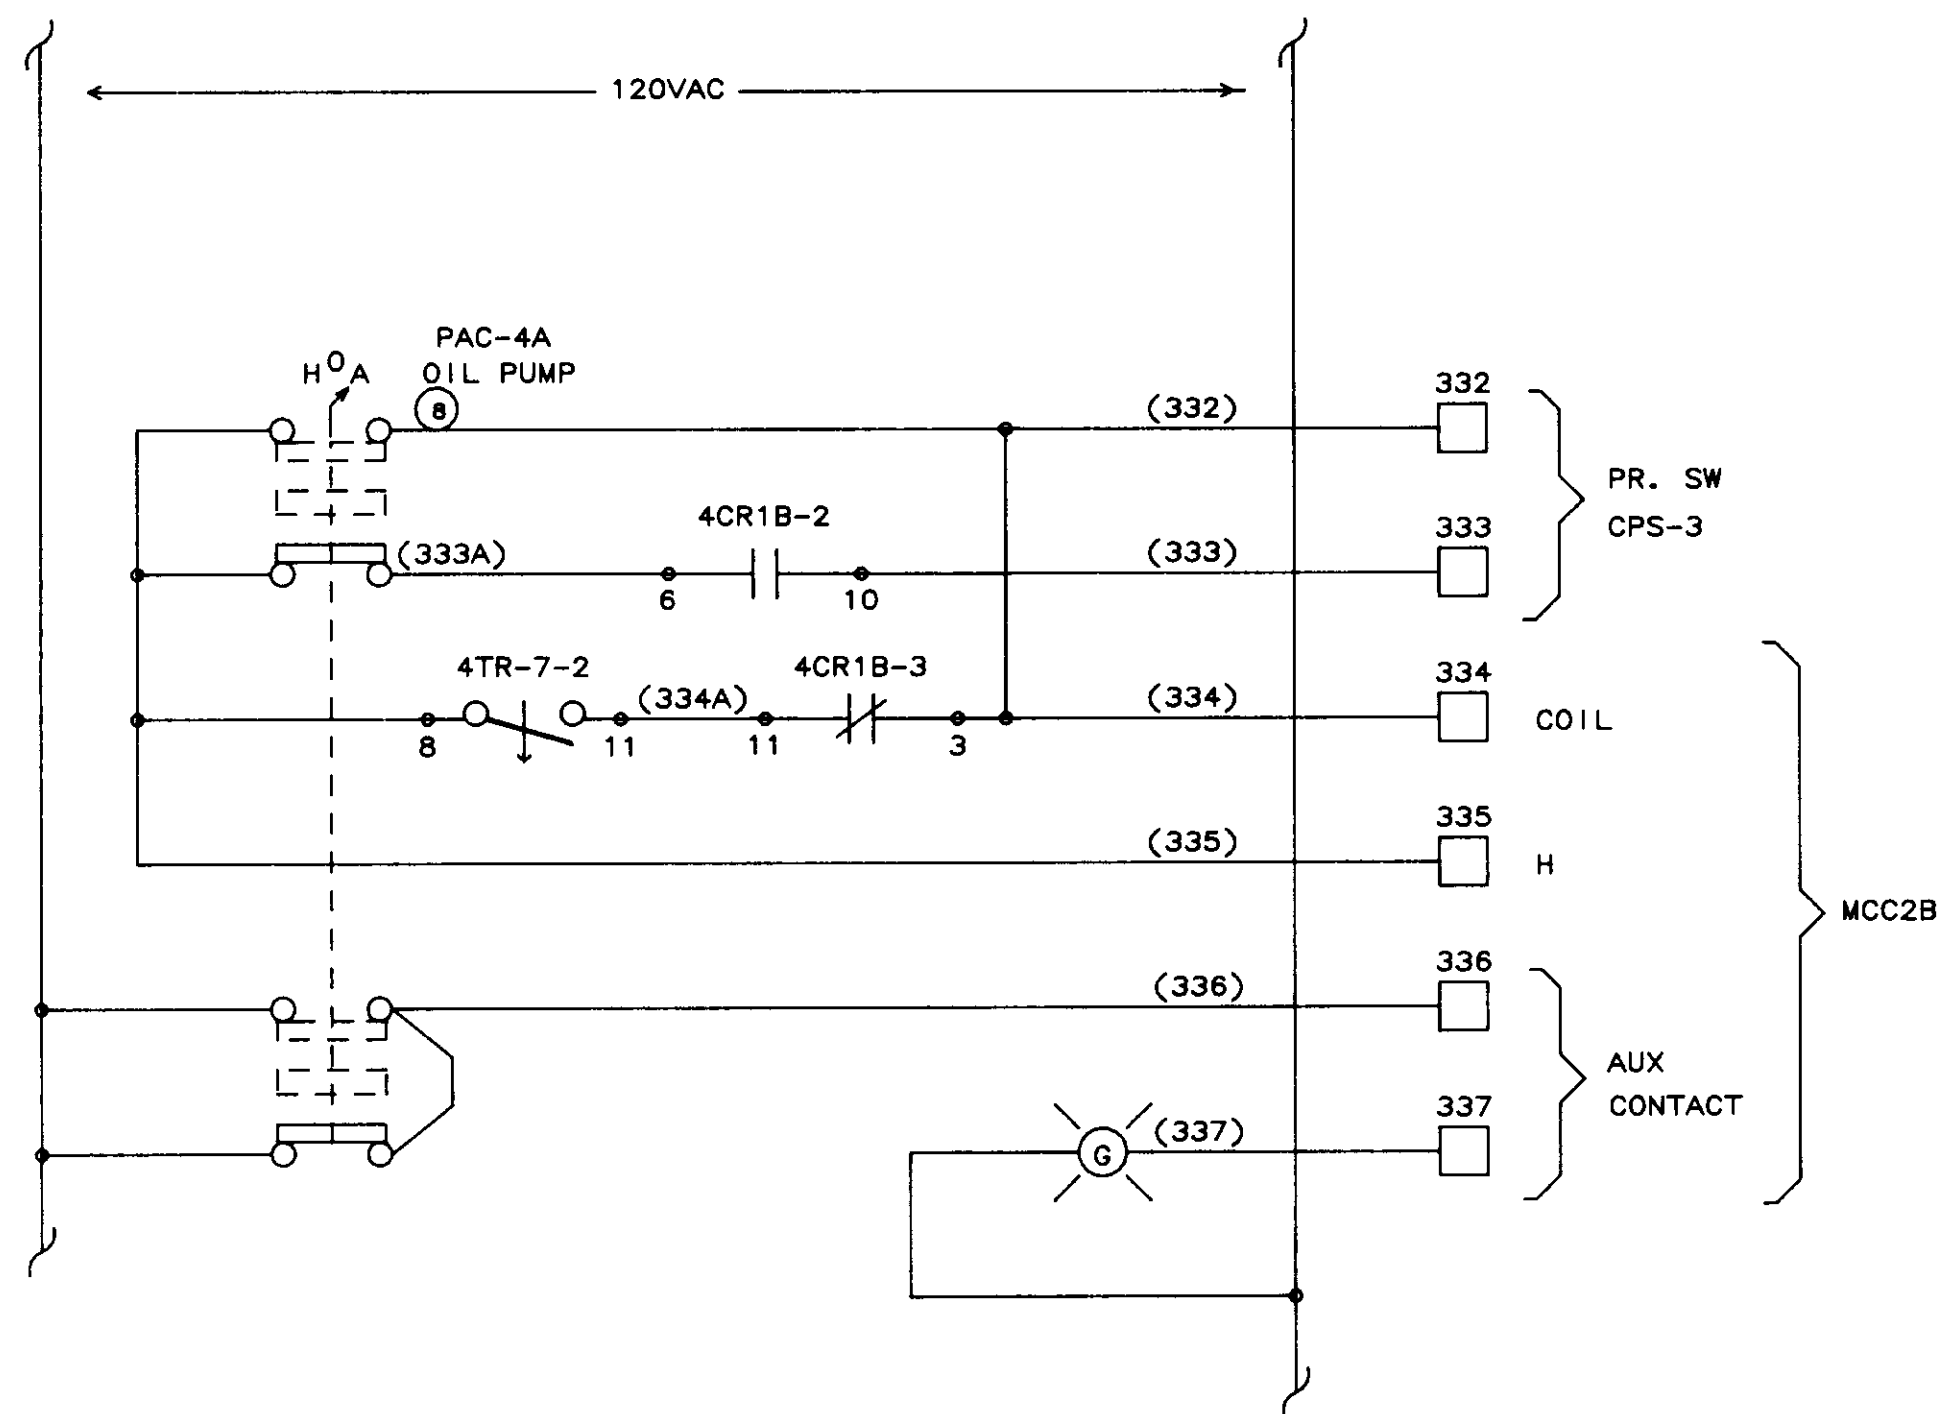 120VAC
PAC-4A
OIL PUMP
H O A
8
(332)
332
PR. SW
CPS-3
4CR1B-2
(333A)
6
10
(333)
333
4TR-7-2
4CR1B-3
(334A)
8
11
11
3
(334)
334
COIL
(335)
335
H
MCC2B
(336)
336
AUX
CONTACT
G
(337)
337